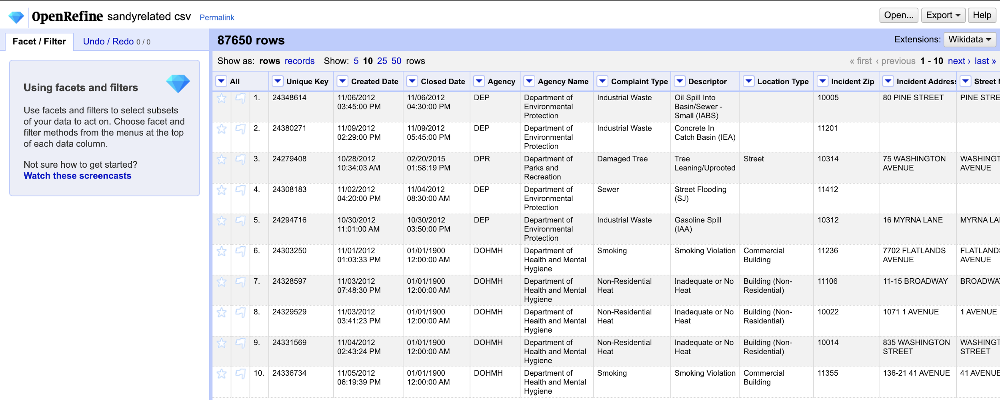 OpenRefine sandyrelated csv Permalink Open... Export Help
Facet / Filter Undo / Redo 0 / 0
87650 rows Extensions: Wikidata
Show as: rows records Show: 5 10 25 50 rows « first ‹ previous 1 - 10 next › last »
Using facets and filters
Use facets and filters to select subsets
of your data to act on. Choose facet and
filter methods from the menus at the top
of each data column.
Not sure how to get started?
Watch these screencasts
All Unique Key Created Date Closed Date Agency Agency Name Complaint Type Descriptor Location Type Incident Zip Incident Address Street
1. 24348614 11/06/2012 11/06/2012 DEP Department of Industrial Waste Oil Spill Into 10005 80 PINE STREET PINE STRE
03:45:00 PM 04:30:00 PM Environmental Basin/Sewer -
Protection Small (IABS)
2. 24380271 11/09/2012 11/09/2012 DEP Department of Industrial Waste Concrete In 11201
02:29:00 PM 05:45:00 PM Environmental Catch Basin (IEA)
Protection
3. 24279408 10/28/2012 02/20/2015 DPR Department of Damaged Tree Tree Street 10314 75 WASHINGTON WASHINGT
10:34:03 AM 01:58:19 PM Parks and Leaning/Uprooted AVENUE AVENUE
Recreation
4. 24308183 11/02/2012 11/04/2012 DEP Department of Sewer Street Flooding 11412
04:20:00 PM 08:30:00 AM Environmental (SJ)
Protection
5. 24294716 10/30/2012 10/30/2012 DEP Department of Industrial Waste Gasoline Spill 10312 16 MYRNA LANE MYRNA LA
11:01:00 AM 03:50:00 PM Environmental (IAA)
Protection
6. 24303250 11/01/2012 01/01/1900 DOHMH Department of Smoking Smoking Violation Commercial 11236 7702 FLATLANDS FLATLANDS
01:03:33 PM 12:00:00 AM Health and Mental Building AVENUE AVENUE
Hygiene
7. 24328597 11/03/2012 01/01/1900 DOHMH Department of Non-Residential Inadequate or No Building (Non- 11106 11-15 BROADWAY BROADWAY
07:48:30 PM 12:00:00 AM Health and Mental Heat Heat Residential)
Hygiene
8. 24329529 11/03/2012 01/01/1900 DOHMH Department of Non-Residential Inadequate or No Building (Non- 10022 1071 1 AVENUE 1 AVENUE
03:41:23 PM 12:00:00 AM Health and Mental Heat Heat Residential)
Hygiene
9. 24331569 11/04/2012 01/01/1900 DOHMH Department of Non-Residential Inadequate or No Building (Non- 10014 835 WASHINGTON WASHINGT
02:43:24 PM 12:00:00 AM Health and Mental Heat Heat Residential) STREET STREET
Hygiene
10. 24336734 11/05/2012 01/01/1900 DOHMH Department of Smoking Smoking Violation Commercial 11355 136-21 41 AVENUE 41 AVENUE
06:19:39 PM 12:00:00 AM Health and Mental Building
Hygiene